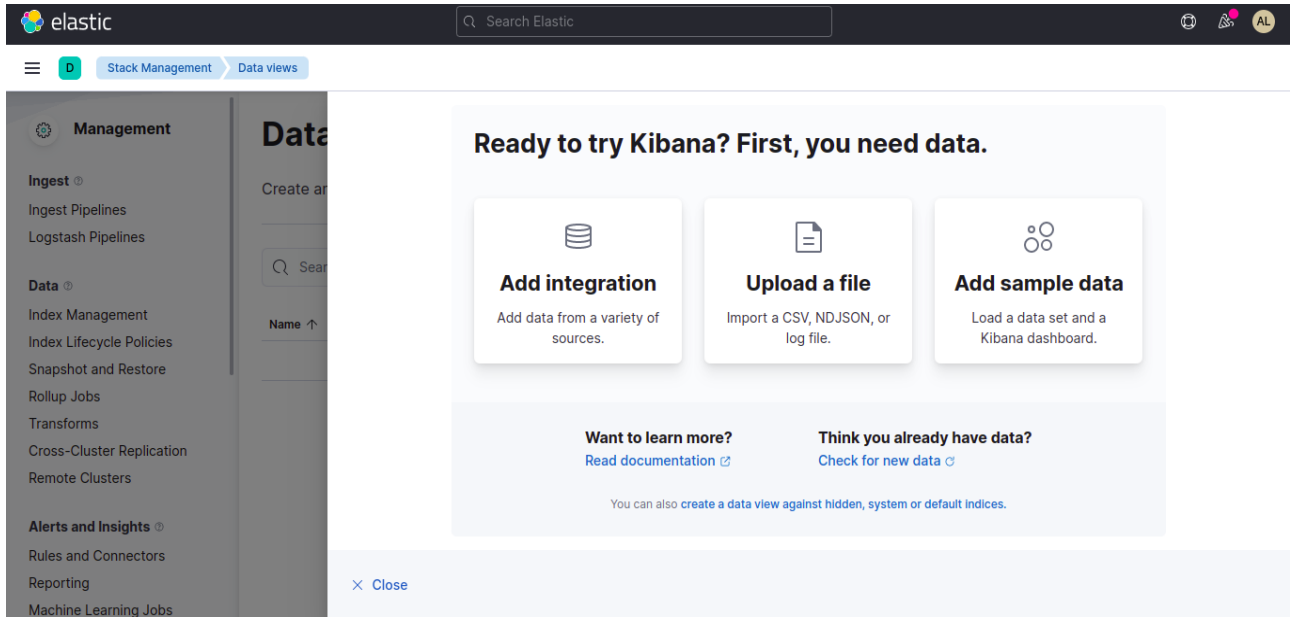 elastic
Search Elastic
AL
D
Stack Management
Data views
Management
Ingest
Ingest Pipelines
Logstash Pipelines
Data
Index Management
Index Lifecycle Policies
Snapshot and Restore
Rollup Jobs
Transforms
Cross-Cluster Replication
Remote Clusters
Alerts and Insights
Rules and Connectors
Reporting
Machine Learning Jobs
Data
Create an
Sear
Name
Ready to try Kibana? First, you need data.
Add integration
Add data from a variety of
sources.
Upload a file
Import a CSV, NDJSON, or
log file.
Add sample data
Load a data set and a
Kibana dashboard.
Want to learn more?
Read documentation
Think you already have data?
Check for new data
You can also create a data view against hidden, system or default indices.
Close